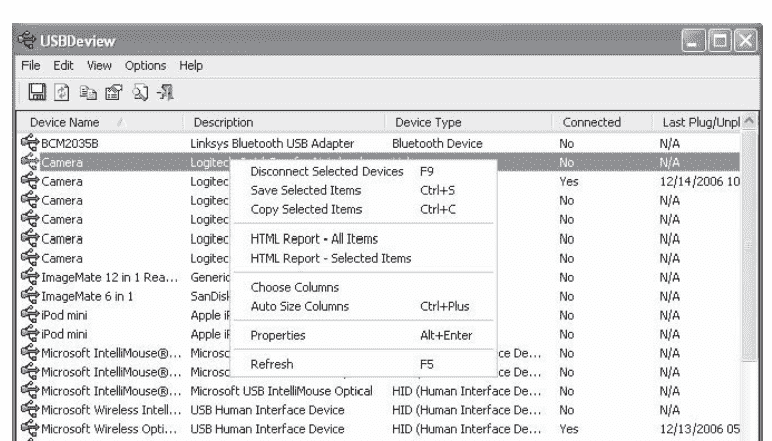 USBDeview
File Edit View Options Help
Device Name Description Device Type Connected Last Plug/Unpl
BCM2035B Linksys Bluetooth USB Adapter Bluetooth Device No N/A
Camera Logitec No N/A
Camera Logitec Yes 12/14/2006 10
Camera Logitec No N/A
Camera Logitec No N/A
Camera Logitec No N/A
Camera Logitec No N/A
ImageMate 12 in 1 Rea... Generic No N/A
ImageMate 6 in 1 SanDisk No N/A
iPod mini Apple iF No N/A
iPod mini Apple iF No N/A
Microsoft IntelliMouse®... Microsc ce De... No N/A
Microsoft IntelliMouse®... Microsc ce De... No N/A
Microsoft IntelliMouse®... Microsoft USB IntelliMouse Optical HID (Human Interface De... No N/A
Microsoft Wireless Intell... USB Human Interface Device HID (Human Interface De... No N/A
Microsoft Wireless Opti... USB Human Interface Device HID (Human Interface De... Yes 12/13/2006 05
Disconnect Selected Devices F9
Save Selected Items Ctrl+S
Copy Selected Items Ctrl+C
HTML Report - All Items
HTML Report - Selected Items
Choose Columns
Auto Size Columns Ctrl+Plus
Properties Alt+Enter
Refresh F5